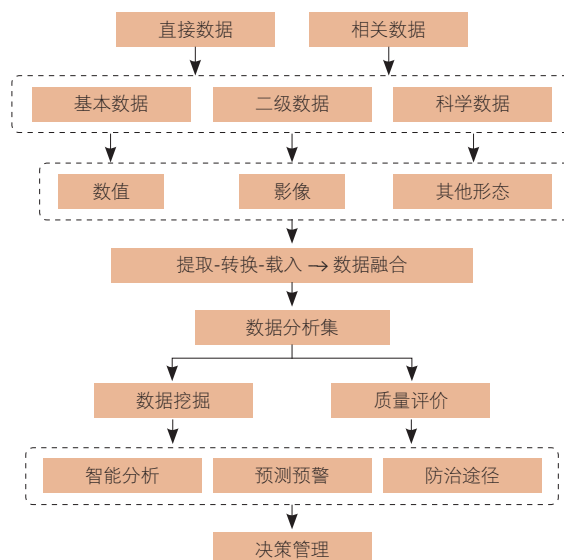 直接数据 相关数据
基本数据 二级数据 科学数据
数值 影像 其他形态
提取-转换-载入 → 数据融合
数据分析集
数据挖掘 质量评价
智能分析 预测预警 防治途径
决策管理